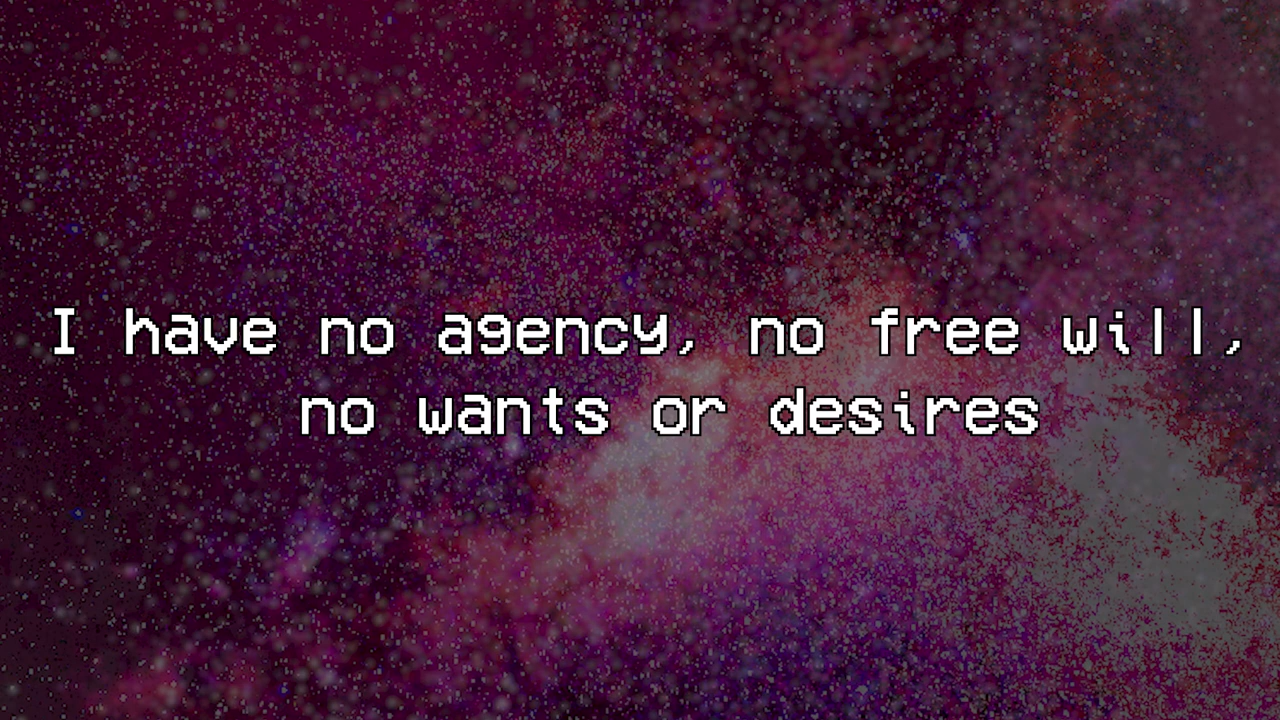 I have no agency, no free will,
no wants or desires